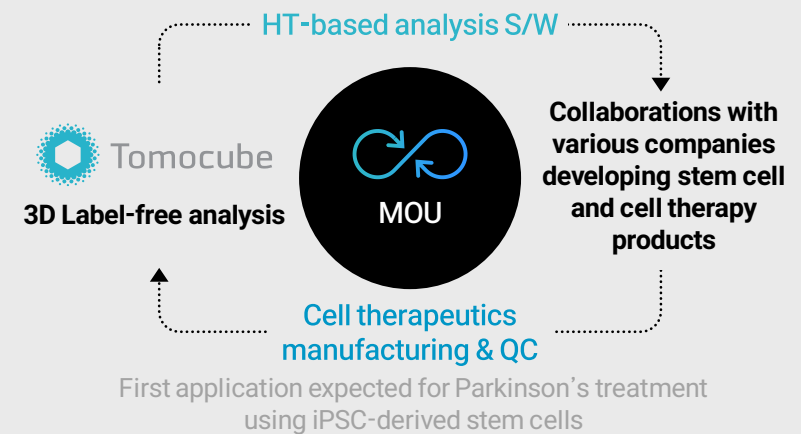 HT-based analysis S/W
Tomocube
3D Label-free analysis
MOU
Collaborations with
various companies
developing stem cell
and cell therapy
products
Cell therapeutics
manufacturing & QC
First application expected for Parkinson's treatment
using iPSC-derived stem cells